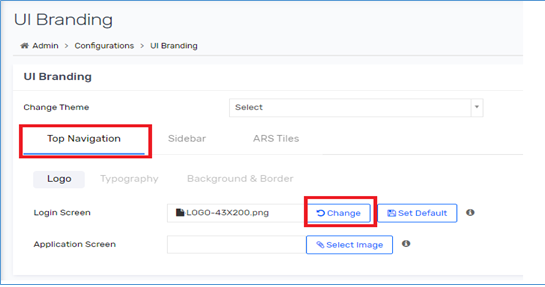 UI Branding
Admin > Configurations > UI Branding
UI Branding
Change Theme Select
Top Navigation Sidebar ARS Tiles
Logo Typography Background & Border
Login Screen LOGO-43X200.png Change Set Default
Application Screen Select Image